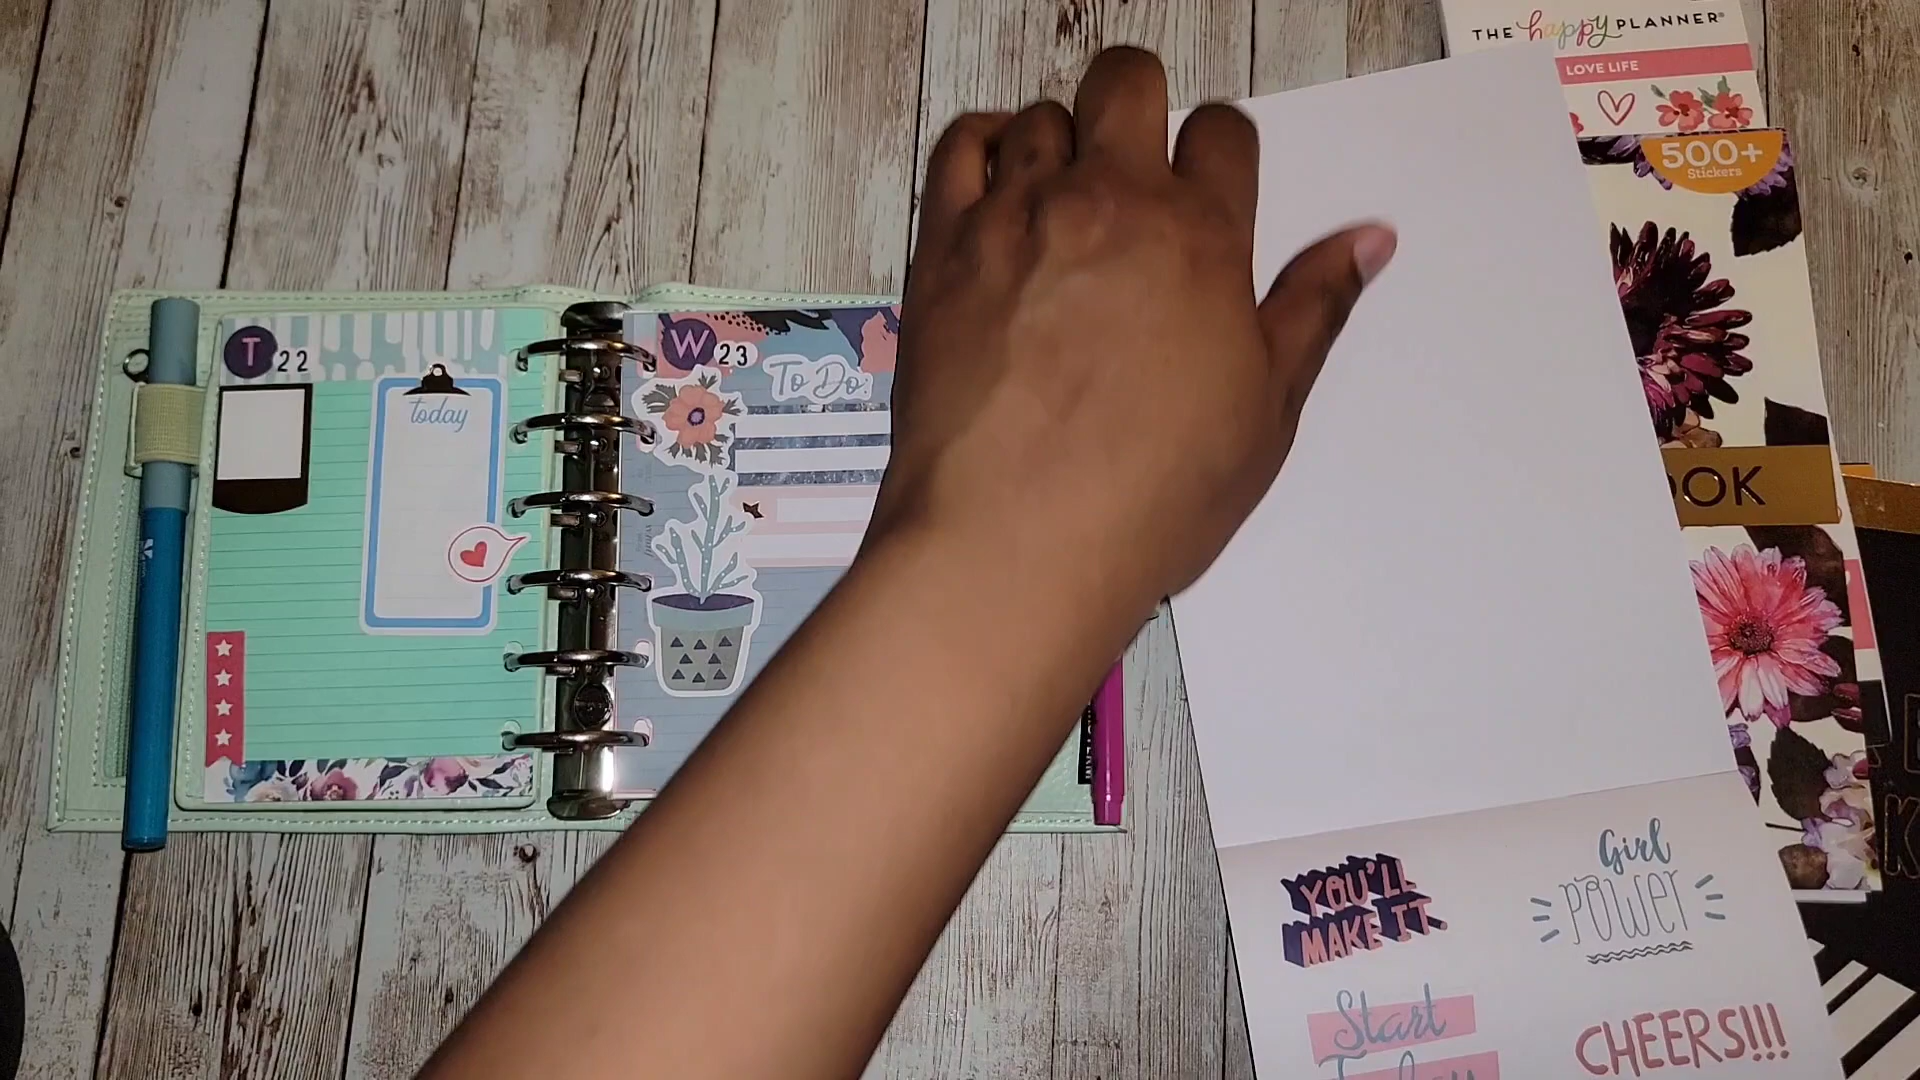 THE happy PLANNER®
LOVE LIFE
500+
Stickers
OOK
T 22
today
W 23
To Do:
YOU'LL
MAKE IT.
Girl
POWER
Start
Today
CHEERS!!!